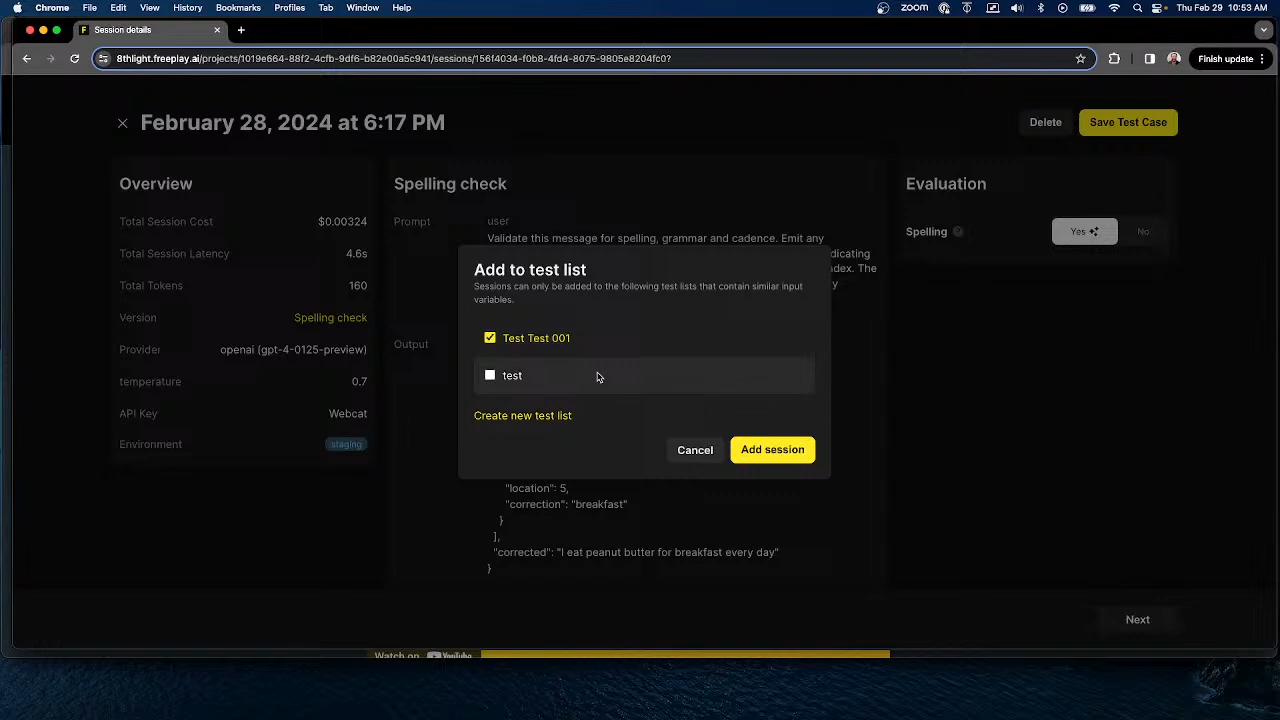 Chrome File Edit View History Bookmarks Profiles Tab Window Help
zoom Thu Feb 29 10:53 AM
Session details
8thlight.freeplay.ai/projects/1019e664-88f2-4cfb-9df6-b82e00a5c941/sessions/156f4034-f0b8-4fd4-8075-9805e8204fc0?
Finish update
February 28, 2024 at 6:17 PM
Delete
Save Test Case
Overview
Total Session Cost $0.00324
Total Session Latency 4.6s
Total Tokens 160
Version Spelling check
Provider openai (gpt-4-0125-preview)
temperature 0.7
API Key Webcat
Environment staging
Spelling check
Prompt
user
Validate this message for spelling, grammar and cadence. Emit any
dicating
ndex. The
Output
Add to test list
Sessions can only be added to the following test lists that contain similar input
variables.
Test Test 001
test
Create new test list
Cancel
Add session
"location": 5,
"correction": "breakfast"
}
],
"corrected": "I eat peanut butter for breakfast every day"
}
Evaluation
Spelling ? Yes No
Next
Watch on YouTube